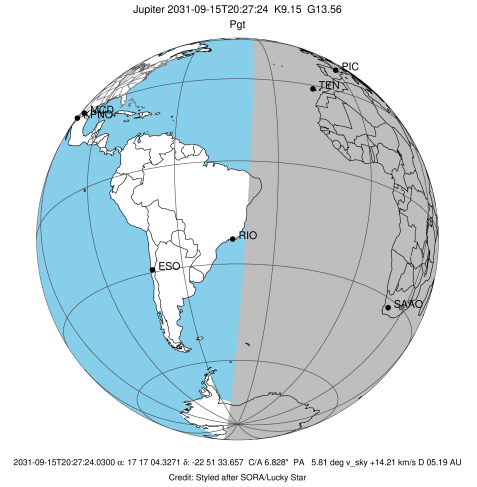 Jupiter 2031-09-15T20:27:24 K9.15 G13.56
Pgt
PIC
TEN
MCD
KPNO
RIO
ESO
SAAO
2031-09-15T20:27:24.0300 α: 17 17 04.3271 δ: -22 51 33.657 C/A 6.828" PA 5.81 deg v_sky +14.21 km/s D 05.19 AU
Credit: Styled after SORA/Lucky Star